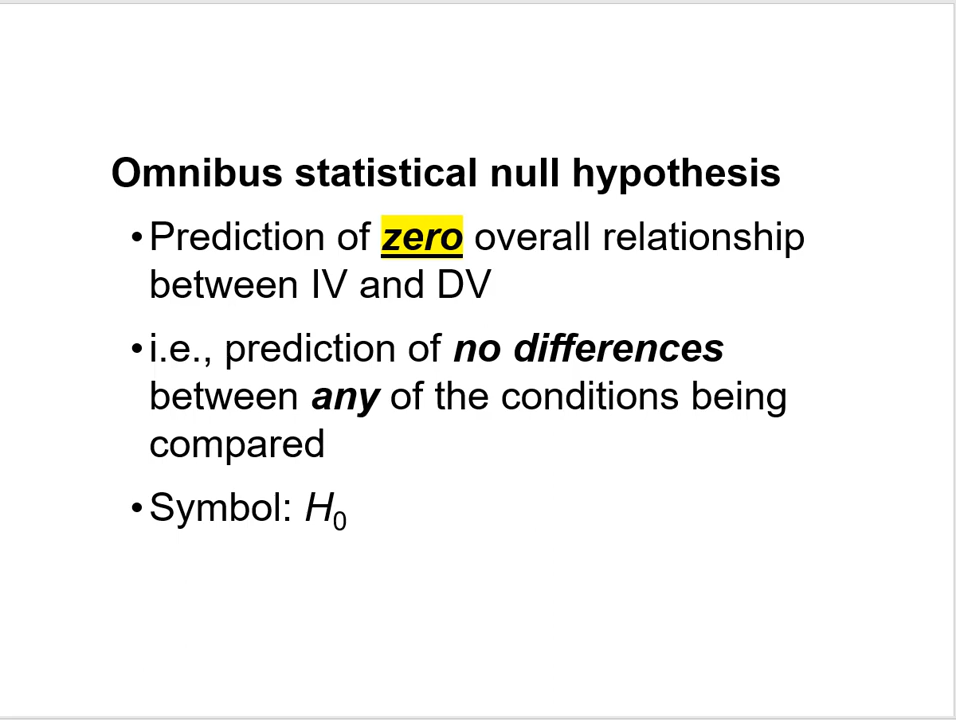 Omnibus statistical null hypothesis
•Prediction of zero overall relationship
between IV and DV
•i.e., prediction of no differences
between any of the conditions being
compared
•Symbol: H₀